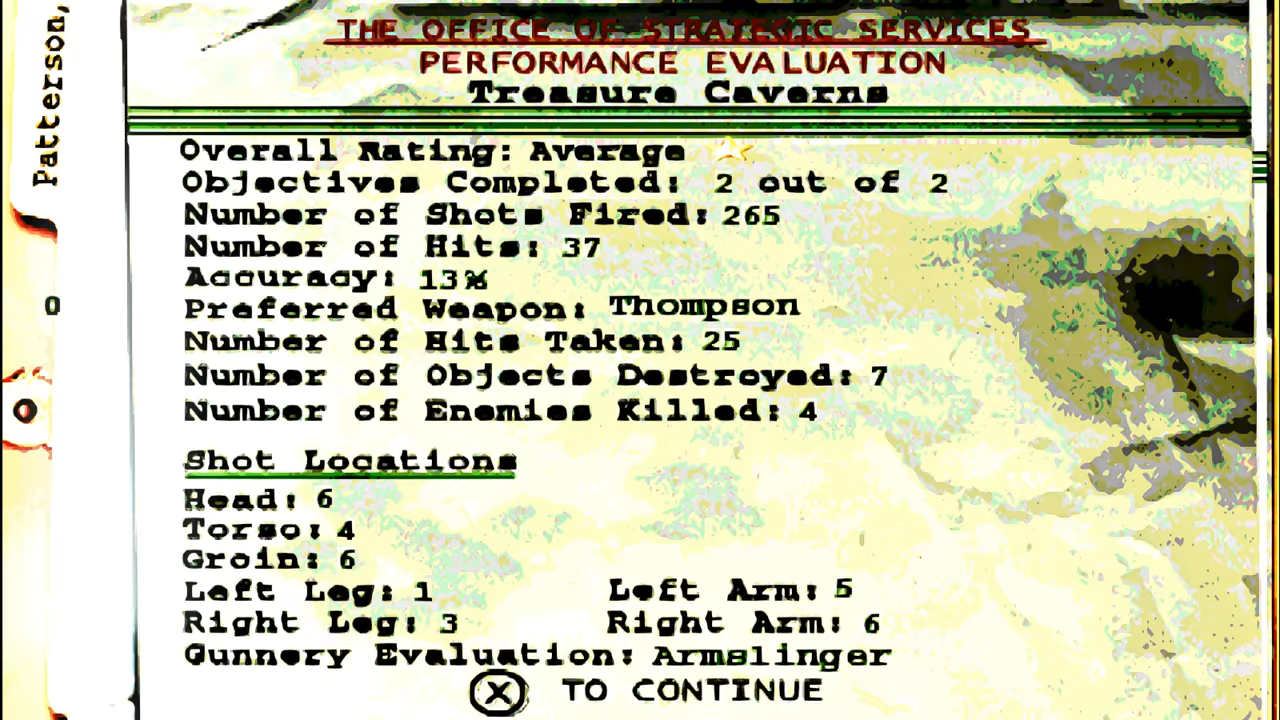 Patterson,
THE OFFICE OF STRATEGIC SERVICES
PERFORMANCE EVALUATION
Treasure Caverns
Overall Rating: Average
Objectives Completed: 2 out of 2
Number of Shots Fired: 265
Number of Hits: 37
Accuracy: 13%
Preferred Weapon: Thompson
Number of Hits Taken: 25
Number of Objects Destroyed: 7
Number of Enemies Killed: 4
Shot Locations
Head: 6
Torso: 4
Groin: 6
Left Leg: 1 Left Arm: 5
Right Leg: 3 Right Arm: 6
Gunnery Evaluation: Armslinger
X TO CONTINUE